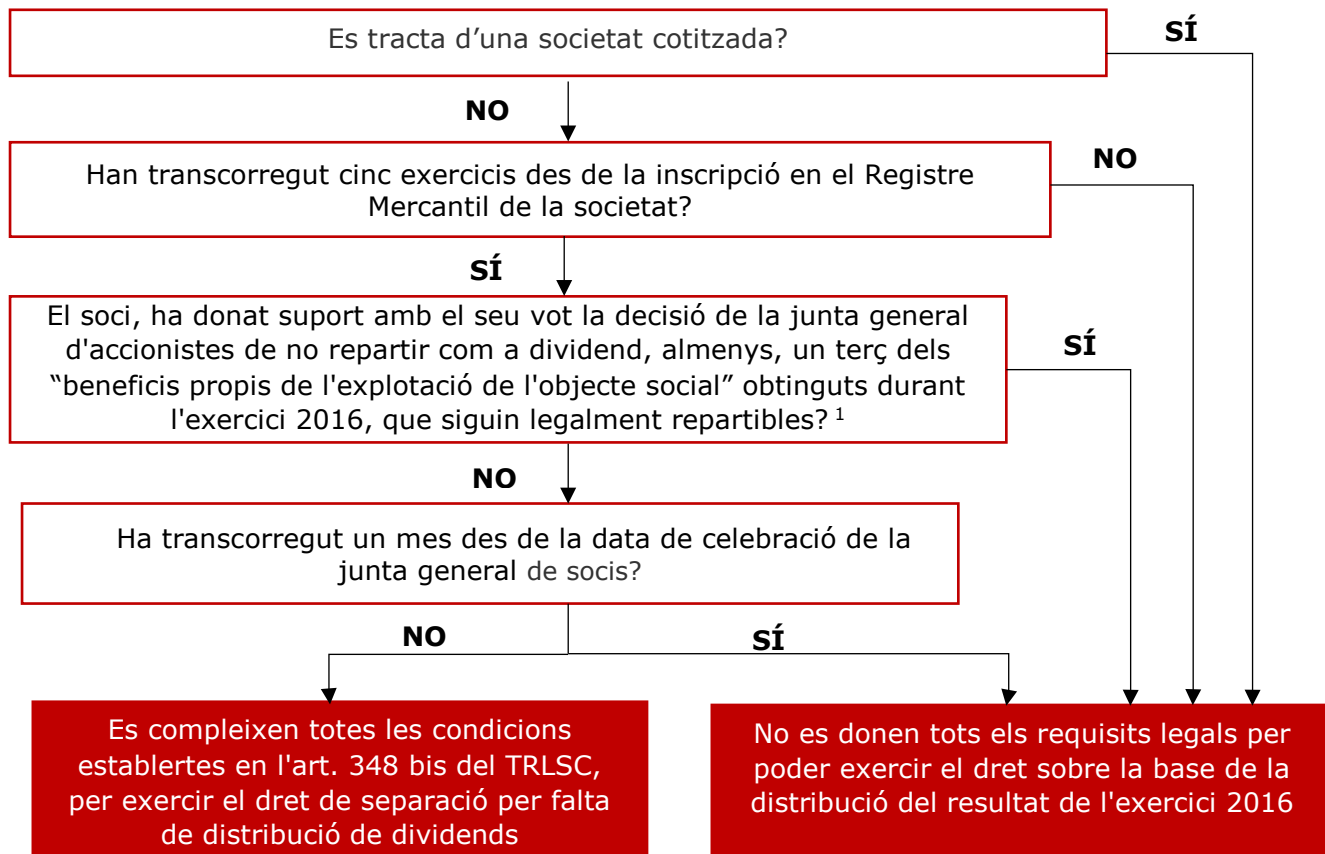 Es tracta d’una societat cotitzada?
SÍ
NO
Han transcorregut cinc exercicis des de la inscripció en el Registre
Mercantil de la societat?
NO
SÍ
El soci, ha donat suport amb el seu vot la decisió de la junta general
d'accionistes de no repartir com a dividend, almenys, un terç dels
“beneficis propis de l'explotació de l'objecte social” obtinguts durant
l'exercici 2016, que siguin legalment repartibles? ¹
SÍ
NO
Ha transcorregut un mes des de la data de celebració de la
junta general de socis?
NO
SÍ
Es compleixen totes les condicions
establertes en l'art. 348 bis del TRLSC,
per exercir el dret de separació per falta
de distribució de dividends
No es donen tots els requisits legals per
poder exercir el dret sobre la base de la
distribució del resultat de l'exercici 2016